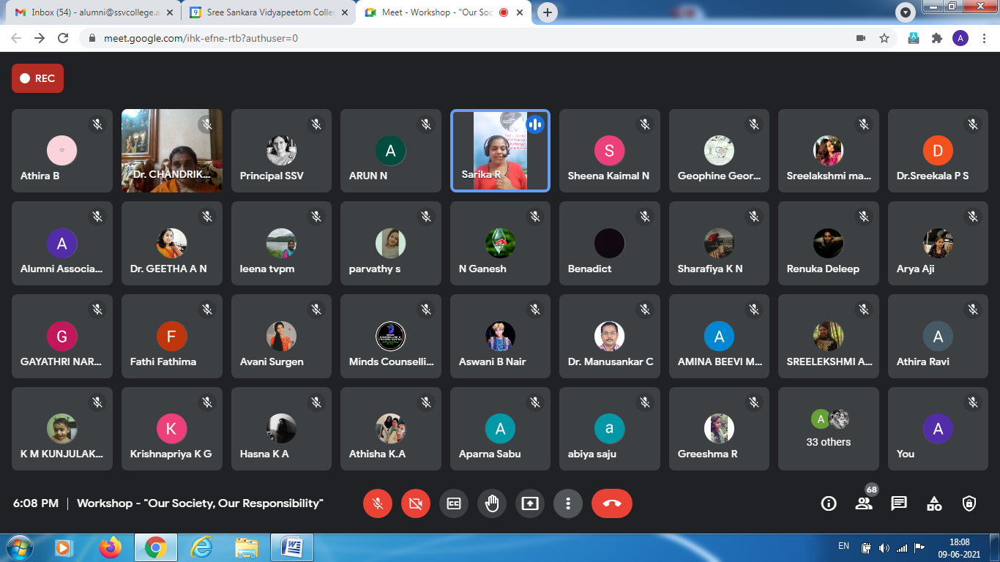 Inbox (54) - alumni@ssvcollege.a
Sree Sankara Vidyapeetom Colleg
Meet - Workshop - "Our Soc
meet.google.com/ihk-efne-rtb?authuser=0
A
REC
Athira B
Dr. CHANDRIK...
Principal SSV
A
ARUN N
Sarika R
S
Sheena Kaimal N
Geophine Geor...
Sreelakshmi ma...
D
Dr.Sreekala P S
A
Alumni Associa...
Dr. GEETHA A N
leena tvpm
parvathy s
N Ganesh
Benadict
Sharafiya K N
Renuka Deleep
Arya Aji
G
GAYATHRI NAR...
F
Fathi Fathima
Avani Surgen
Minds Counselli...
Aswani B Nair
Dr. Manusankar C
A
AMINA BEEVI M...
SREELEKSHMI A...
A
Athira Ravi
K M KUNJULAK...
K
Krishnapriya K G
Hasna K A
Athisha K.A
A
Aparna Sabu
a
abiya saju
Greeshma R
A
33 others
A
You
6:08 PM | Workshop - "Our Society, Our Responsibility"
CC
68
EN
18:08
09-06-2021